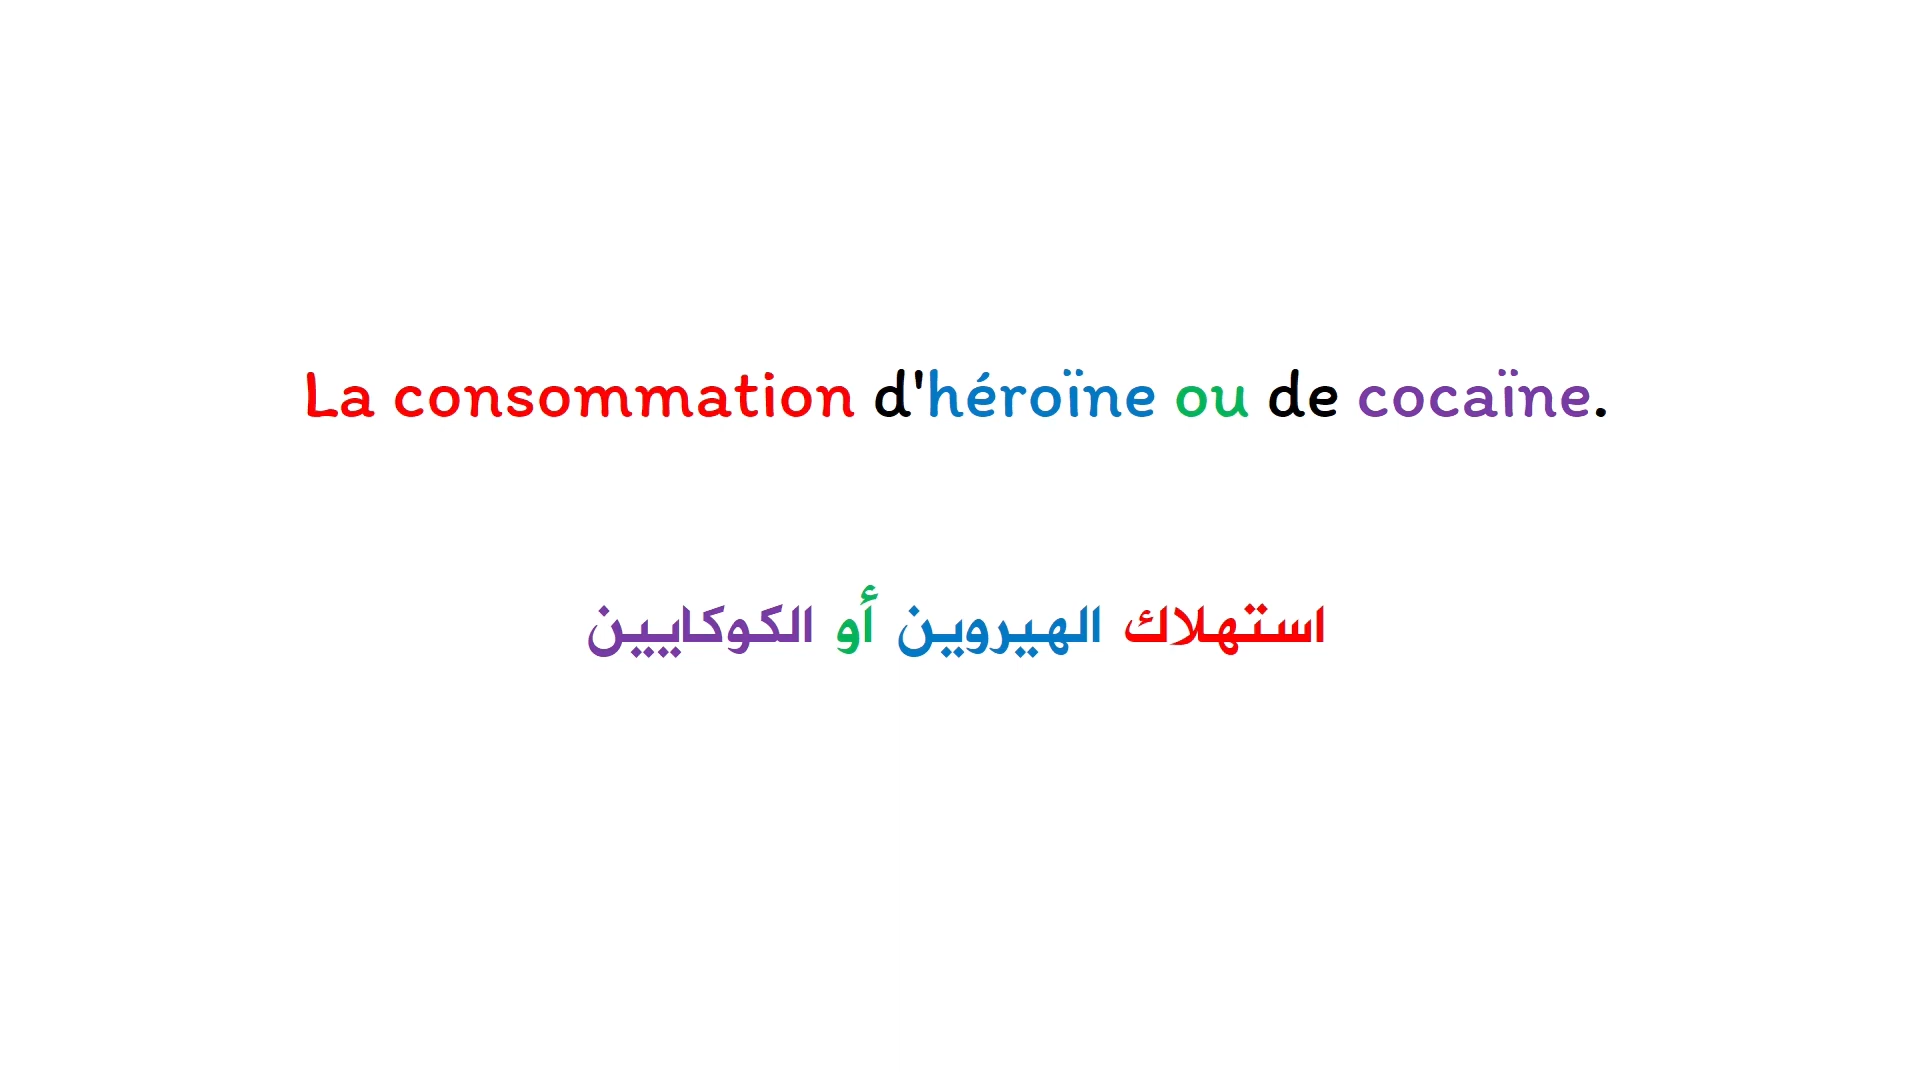 La consommation d'héroïne ou de cocaïne.
استهلاك الهيروين أو الكوكايين